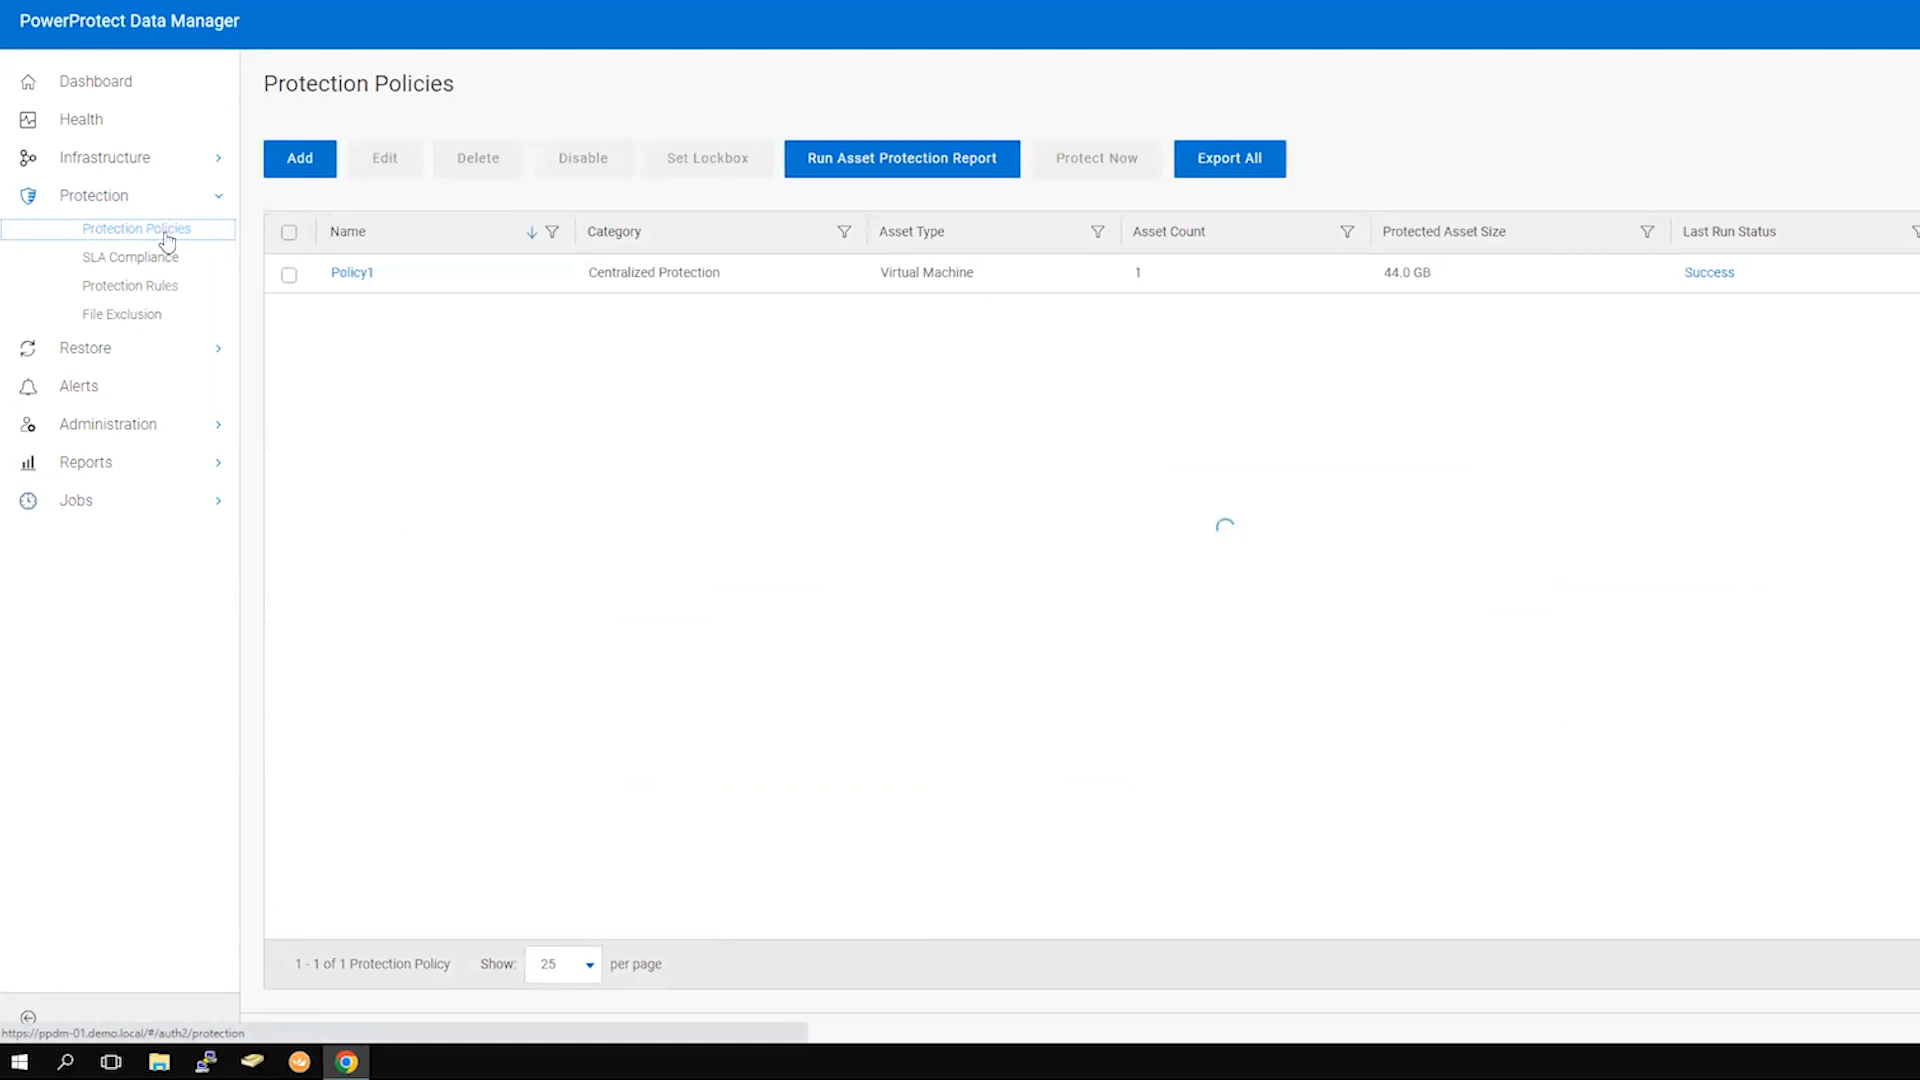 PowerProtect Data Manager
Dashboard
Health
Infrastructure
Protection
Protection Policies
SLA Compliance
Protection Rules
File Exclusion
Restore
Alerts
Administration
Reports
Jobs
Protection Policies
Add Edit Delete Disable Set Lockbox Run Asset Protection Report Protect Now Export All
Name Category Asset Type Asset Count Protected Asset Size Last Run Status
Policy1 Centralized Protection Virtual Machine 1 44.0 GB Success
1 - 1 of 1 Protection Policy Show: 25 per page
https://ppdm-01.demo.local/#/auth2/protection